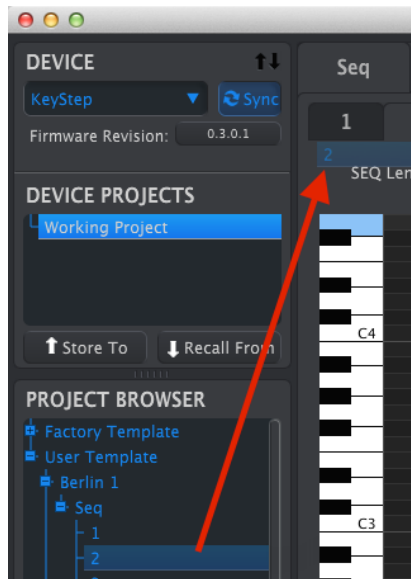 DEVICE
KeyStep
Sync
Firmware Revision:
0.3.0.1
DEVICE PROJECTS
Working Project
Store To
Recall From
PROJECT BROWSER
Factory Template
User Template
Berlin 1
Seq
1
2
Seq
1
2
SEQ Len
C4
C3